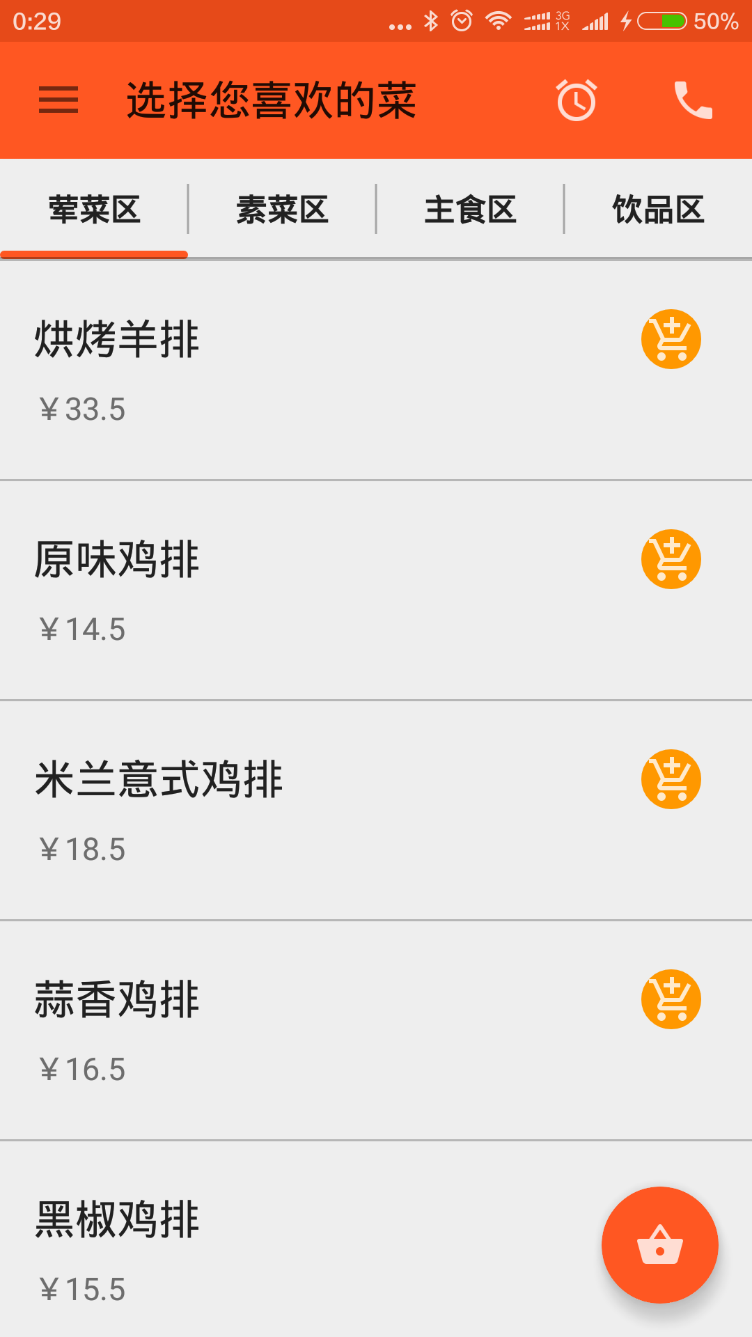 0:29
3G
1X
50%
选择您喜欢的菜
荤菜区
素菜区
主食区
饮品区
烘烤羊排
￥33.5
原味鸡排
￥14.5
米兰意式鸡排
￥18.5
蒜香鸡排
￥16.5
黑椒鸡排
￥15.5